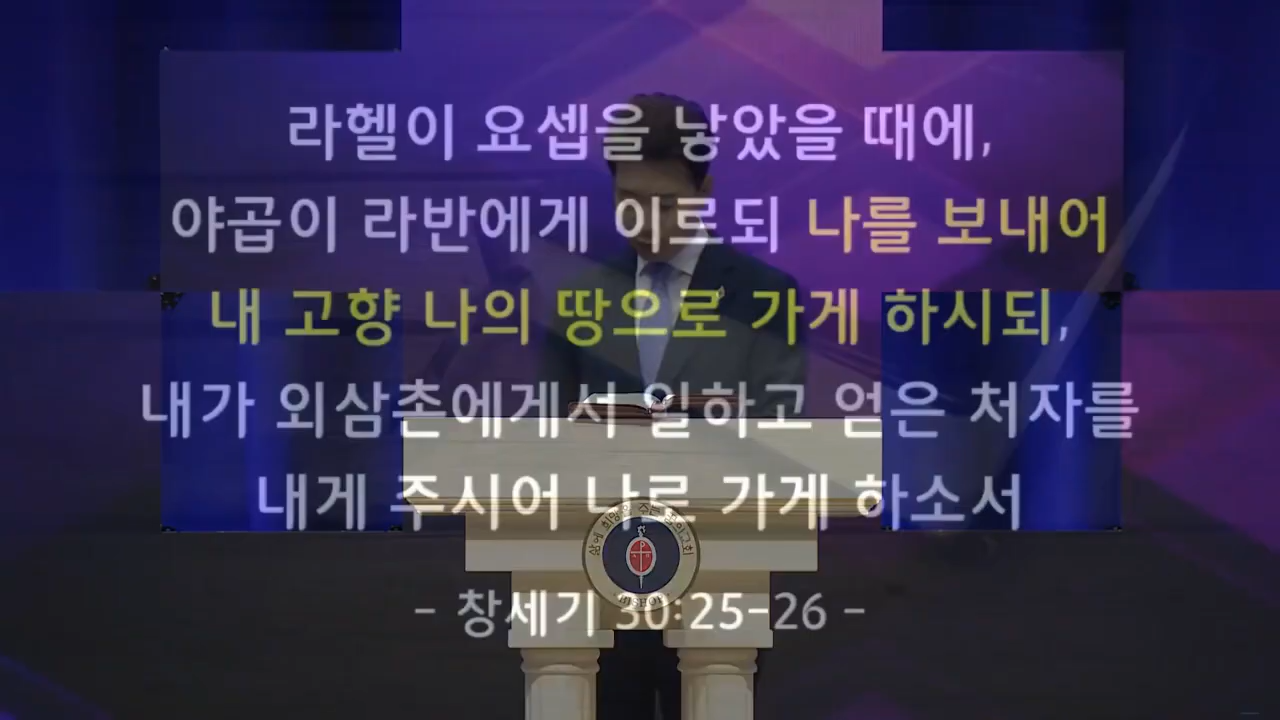 라헬이 요셉을 낳았을 때에,
야곱이 라반에게 이르되 나를 보내어
내 고향 나의 땅으로 가게 하시되,
내가 외삼촌에게서 일하고 얻은 처자를
내게 주시어 나로 가게 하소서
- 창세기 30:25-26 -